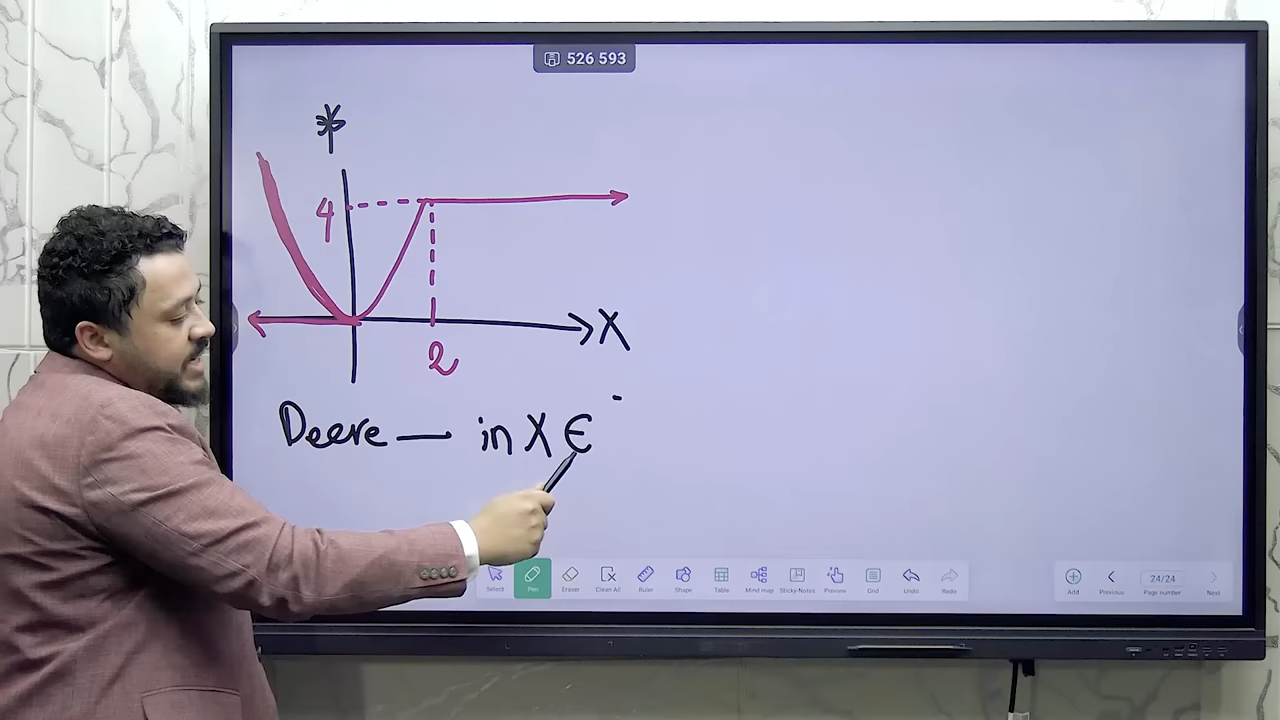 526 593
4
X
2
Deere — in X ∈
Select Pen Eraser Clean All Ruler Shape Table Mind map Sticky-Notes Preview Grid Undo Redo
Add Previous 24/24 Page number Next